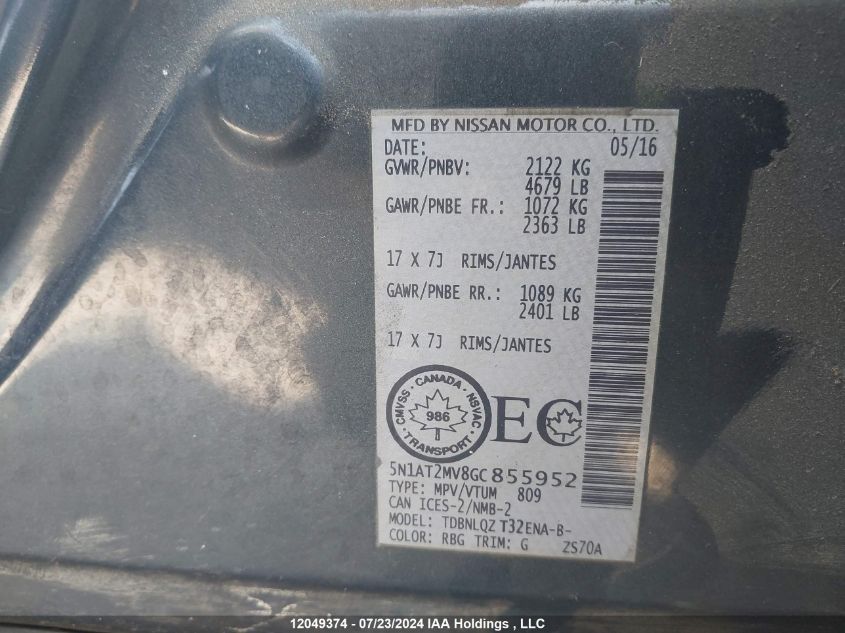 MFD BY NISSAN MOTOR CO., LTD.
DATE: 05/16
GVWR/PNBV: 2122 KG
4679 LB
GAWR/PNBE FR.: 1072 KG
2363 LB
17 X 7J RIMS/JANTES
GAWR/PNBE RR.: 1089 KG
2401 LB
17 X 7J RIMS/JANTES
CMVSS · CANADA · NSVAC · TRANSPORT ·
986
EC
5N1AT2MV8GC855952
TYPE: MPV/VTUM 809
CAN ICES-2/NMB-2
MODEL: TDBNLQZ T32ENA-B-
COLOR: RBG TRIM: G ZS70A
12049374 - 07/23/2024 IAA Holdings , LLC